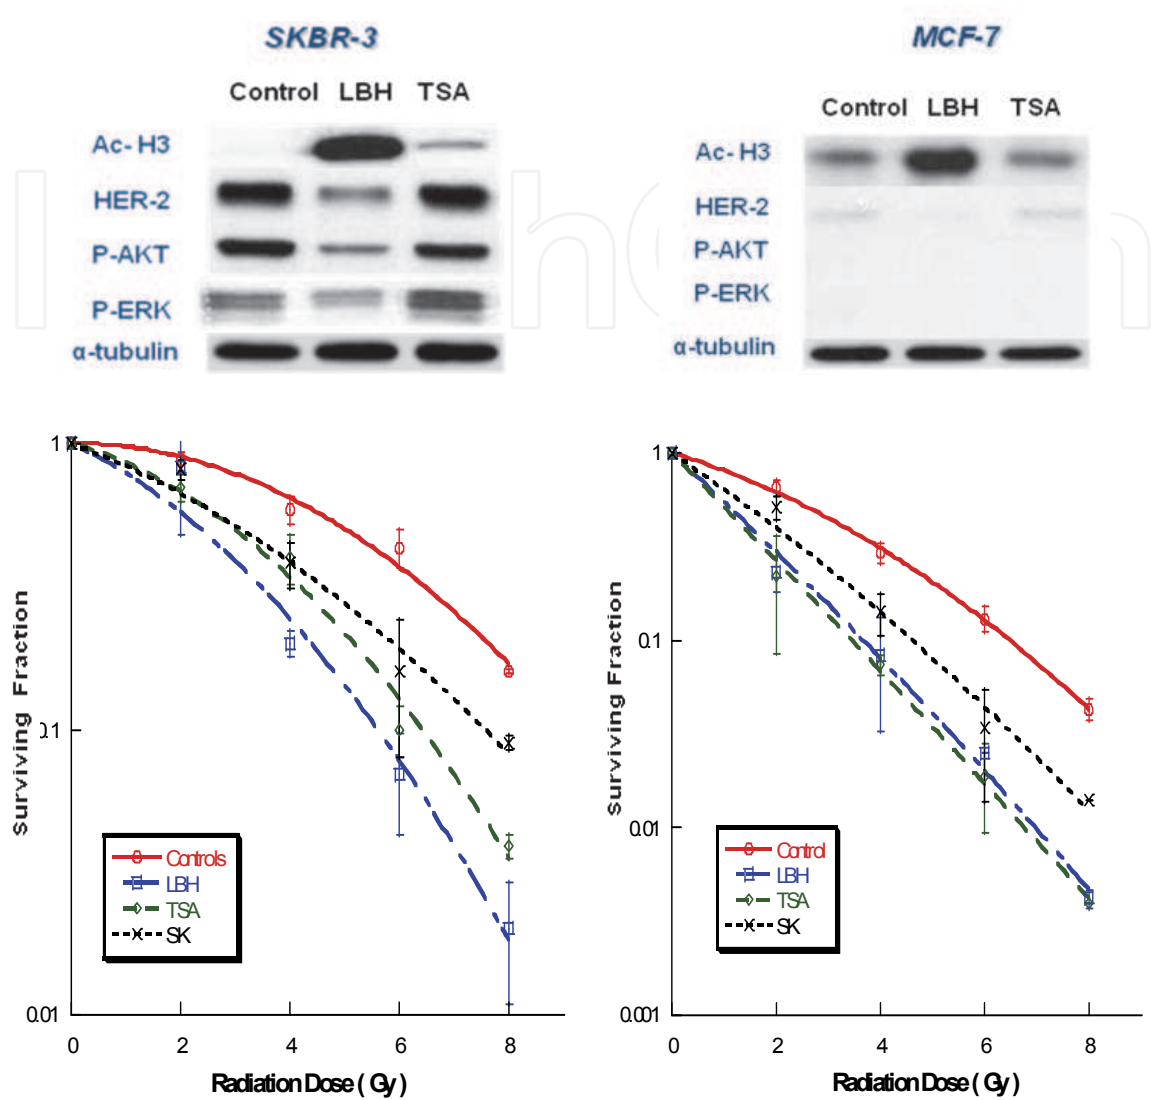 SKBR-3
Control LBH TSA
Ac- H3
HER-2
P-AKT
P-ERK
α-tubulin
MCF-7
Control LBH TSA
Ac- H3
HER-2
P-AKT
P-ERK
α-tubulin
Surviving Fraction
1
0.01
0 2 4 6 8
Radiation Dose ( Gy )
Controls
LBH
TSA
SK
Surviving Fraction
1
0.1
0.01
0.001
0 2 4 6 8
Radiation Dose ( Gy )
Control
LBH
TSA
SK